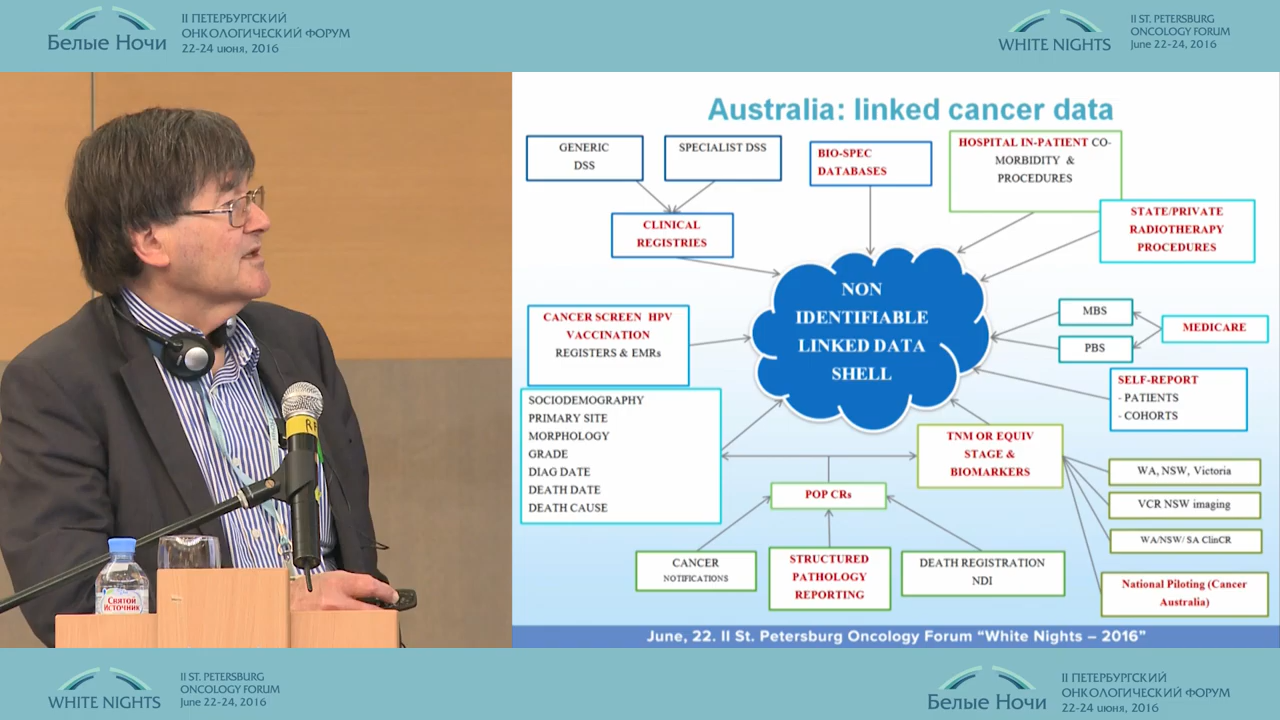 Белые Ночи
II ПЕТЕРБУРГСКИЙ
ОНКОЛОГИЧЕСКИЙ ФОРУМ
22-24 июня, 2016
WHITE NIGHTS
II ST. PETERSBURG
ONCOLOGY FORUM
June 22-24, 2016
Australia: linked cancer data
GENERIC
DSS
SPECIALIST DSS
BIO-SPEC
DATABASES
HOSPITAL IN-PATIENT CO-
MORBIDITY &
PROCEDURES
CLINICAL
REGISTRIES
STATE/PRIVATE
RADIOTHERAPY
PROCEDURES
NON
IDENTIFIABLE
LINKED DATA
SHELL
CANCER SCREEN HPV
VACCINATION
REGISTERS & EMRs
MBS
PBS
MEDICARE
SELF-REPORT
- PATIENTS
- COHORTS
SOCIODEMOGRAPHY
PRIMARY SITE
MORPHOLOGY
GRADE
DIAG DATE
DEATH DATE
DEATH CAUSE
TNM OR EQUIV
STAGE &
BIOMARKERS
POP CRs
WA, NSW, Victoria
VCR NSW imaging
WA/NSW/ SA ClinCR
National Piloting (Cancer
Australia)
CANCER
NOTIFICATIONS
STRUCTURED
PATHOLOGY
REPORTING
DEATH REGISTRATION
NDI
СВЯТОЙ
ИСТОЧНИК
June, 22. II St. Petersburg Oncology Forum “White Nights – 2016”
WHITE NIGHTS
II ST. PETERSBURG
ONCOLOGY FORUM
June 22-24, 2016
Белые Ночи
II ПЕТЕРБУРГСКИЙ
ОНКОЛОГИЧЕСКИЙ ФОРУМ
22-24 июня, 2016